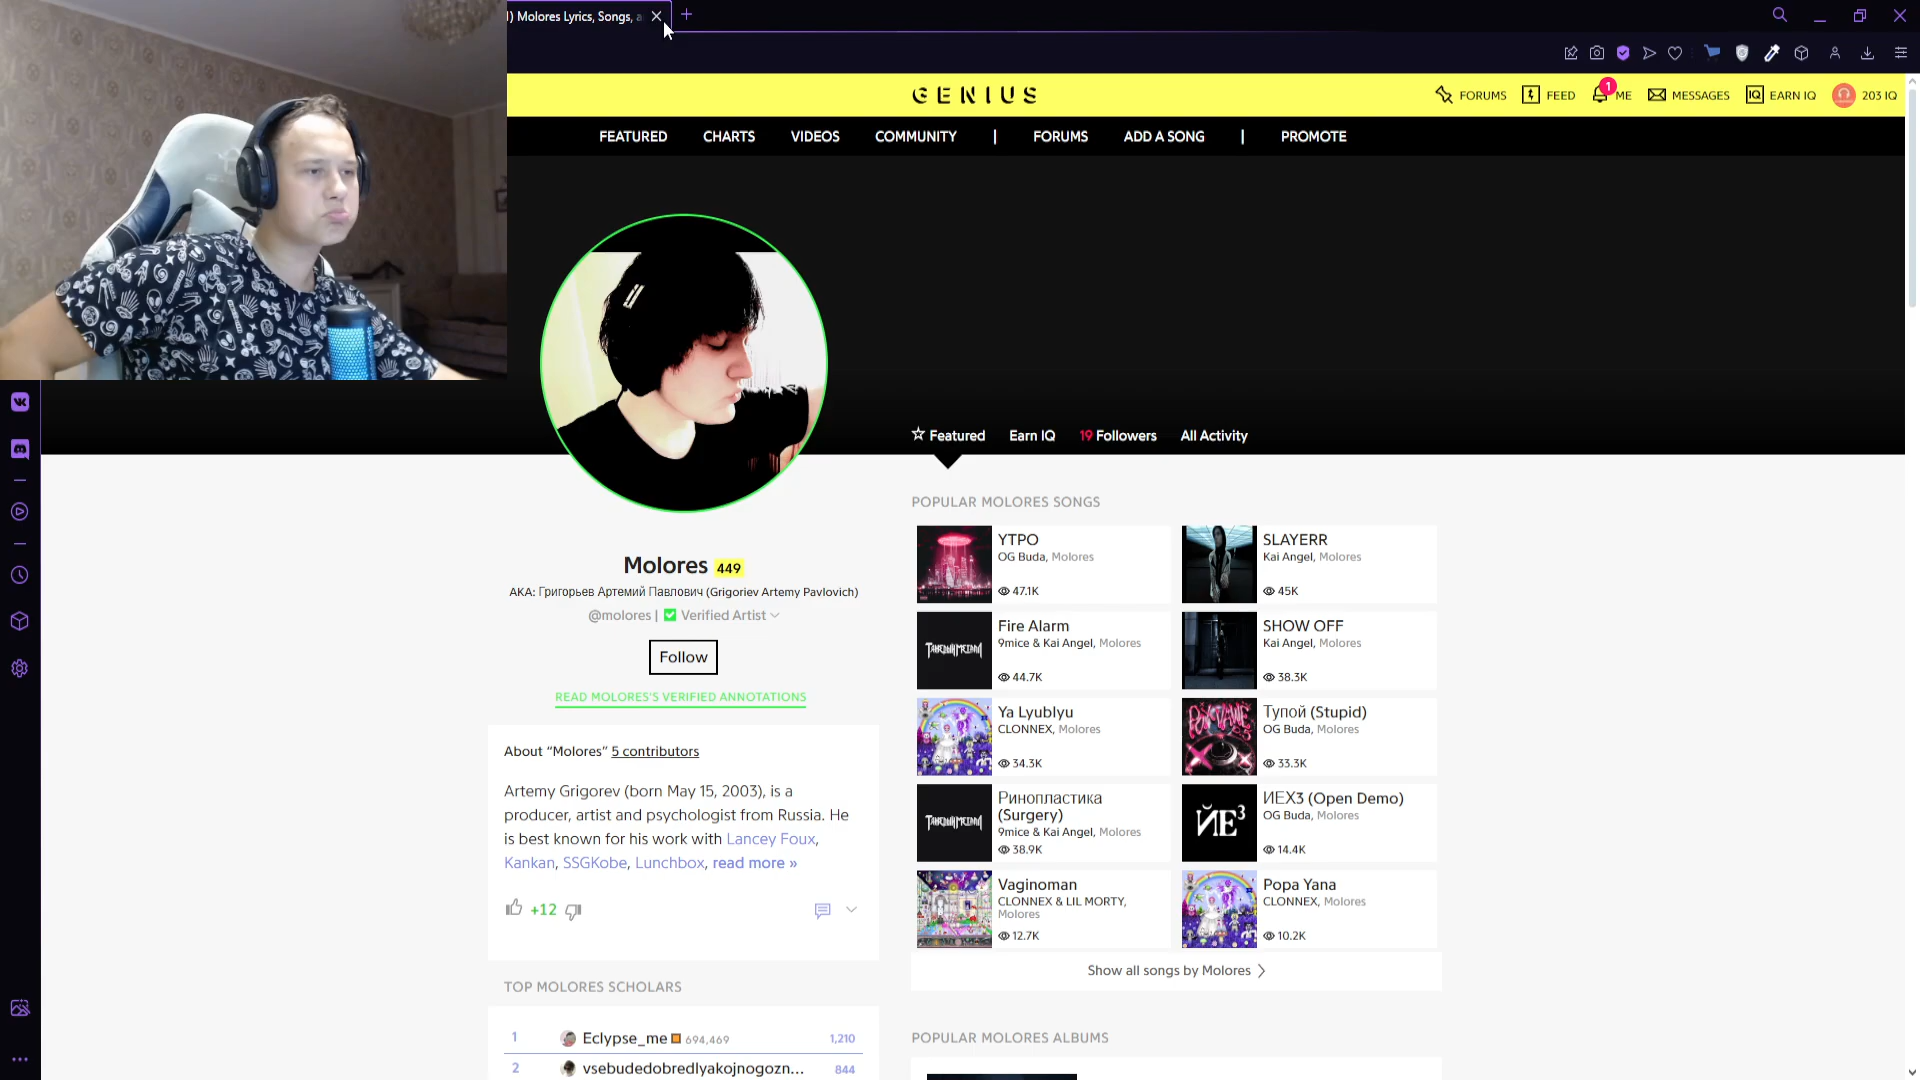 ) Molores Lyrics, Songs, a
GENIUS
FORUMS
FEED
1
ME
MESSAGES
IQ
EARN IQ
203 IQ
FEATURED
CHARTS
VIDEOS
COMMUNITY
|
FORUMS
ADD A SONG
|
PROMOTE
Featured
Earn IQ
19 Followers
All Activity
Molores 449
AKA: Григорьев Артемий Павлович (Grigoriev Artemy Pavlovich)
@molores | Verified Artist
Follow
READ MOLORES'S VERIFIED ANNOTATIONS
About “Molores” 5 contributors
Artemy Grigorev (born May 15, 2003), is a
producer, artist and psychologist from Russia. He
is best known for his work with Lancey Foux,
Kankan, SSGKobe, Lunchbox, read more »
+12
TOP MOLORES SCHOLARS
1 Eclypse_me 694,469 1,210
2 vsebudedobredlyakojnogozn... 844
POPULAR MOLORES SONGS
YTPO
OG Buda, Molores
47.1K
SLAYERR
Kai Angel, Molores
45K
Fire Alarm
9mice & Kai Angel, Molores
44.7K
SHOW OFF
Kai Angel, Molores
38.3K
Ya Lyublyu
CLONNEX, Molores
34.3K
Тупой (Stupid)
OG Buda, Molores
33.3K
Ринопластика
(Surgery)
9mice & Kai Angel, Molores
38.9K
ЙЕ3
ИЕХ3 (Open Demo)
OG Buda, Molores
14.4K
Vaginoman
CLONNEX & LIL MORTY,
Molores
12.7K
Popa Yana
CLONNEX, Molores
10.2K
Show all songs by Molores
POPULAR MOLORES ALBUMS